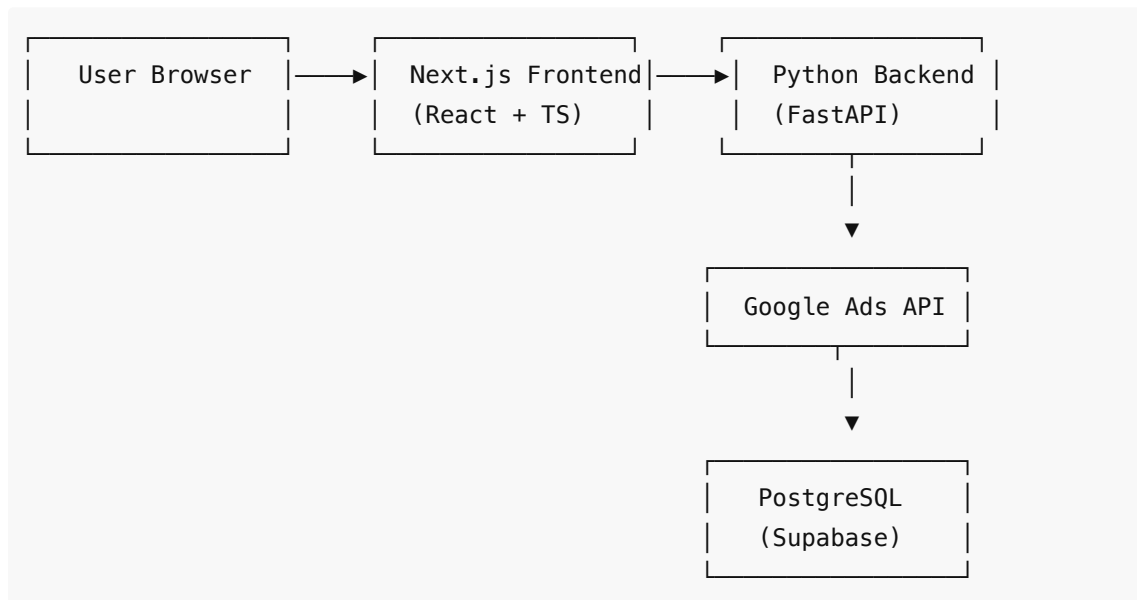 User Browser
Next.js Frontend
(React + TS)
Python Backend
(FastAPI)
Google Ads API
PostgreSQL
(Supabase)